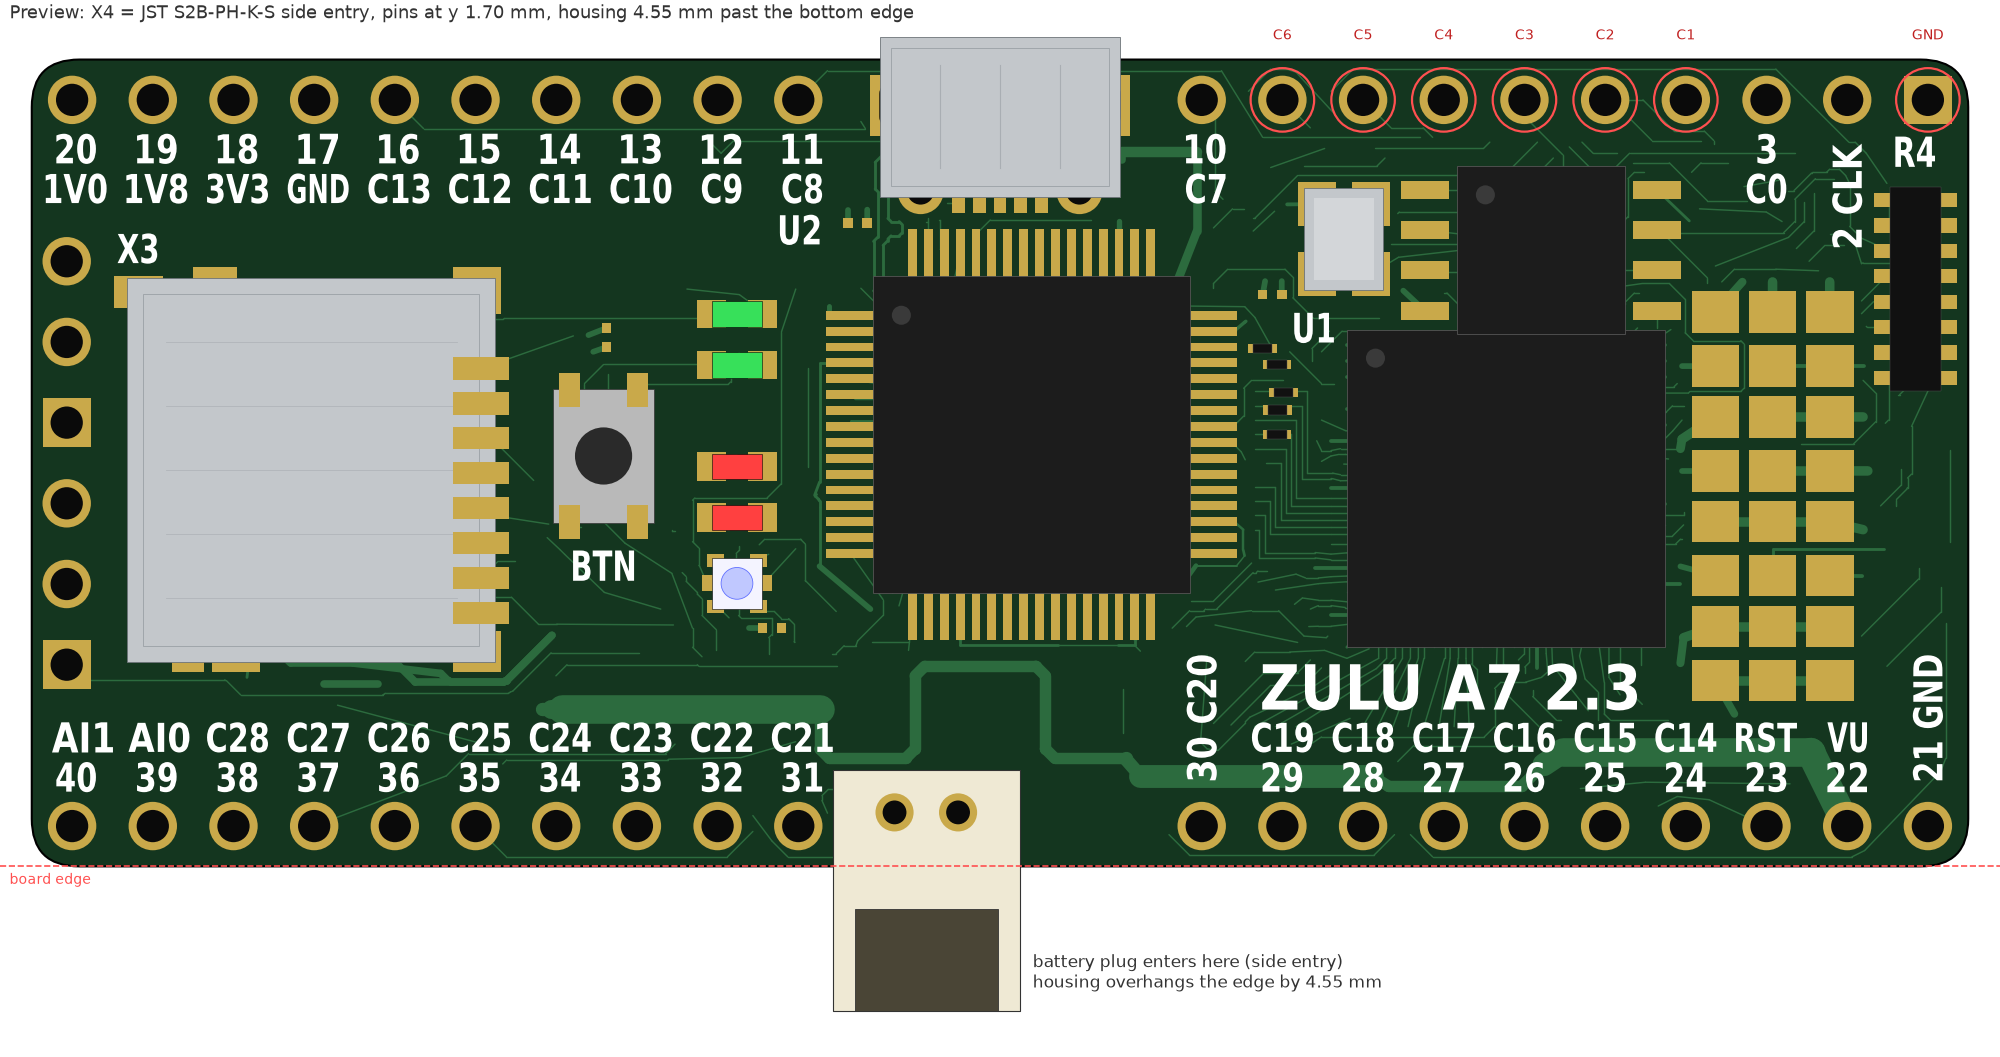 Preview: X4 = JST S2B-PH-K-S side entry, pins at y 1.70 mm, housing 4.55 mm past the bottom edge
C6 C5 C4 C3 C2 C1 GND
20 19 18 17 16 15 14 13 12 11 10 3 R4
1V0 1V8 3V3 GND C13 C12 C11 C10 C9 C8 C7 C0
2 CLK
U2
X3
U1
BTN
ZULU A7 2.3
30 C20
21 GND
AI1 AI0 C28 C27 C26 C25 C24 C23 C22 C21 C19 C18 C17 C16 C15 C14 RST VU
40 39 38 37 36 35 34 33 32 31 29 28 27 26 25 24 23 22
board edge
battery plug enters here (side entry)
housing overhangs the edge by 4.55 mm